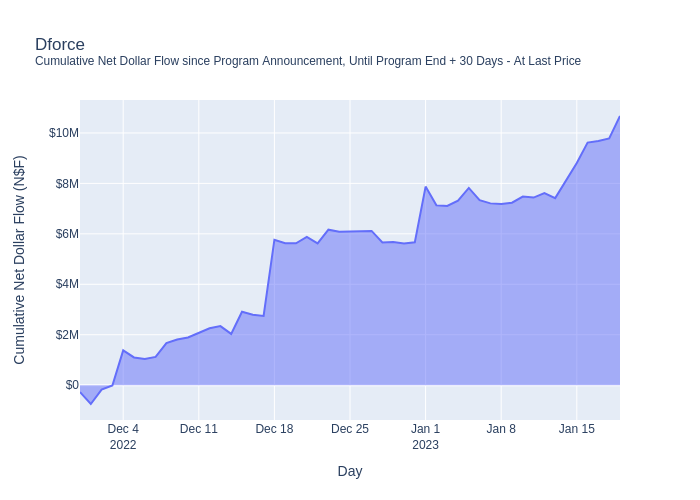 Dforce
Cumulative Net Dollar Flow since Program Announcement, Until Program End + 30 Days - At Last Price
Cumulative Net Dollar Flow (N$F)
$10M
$8M
$6M
$4M
$2M
$0
Dec 4
2022
Dec 11
Dec 18
Dec 25
Jan 1
2023
Jan 8
Jan 15
Day